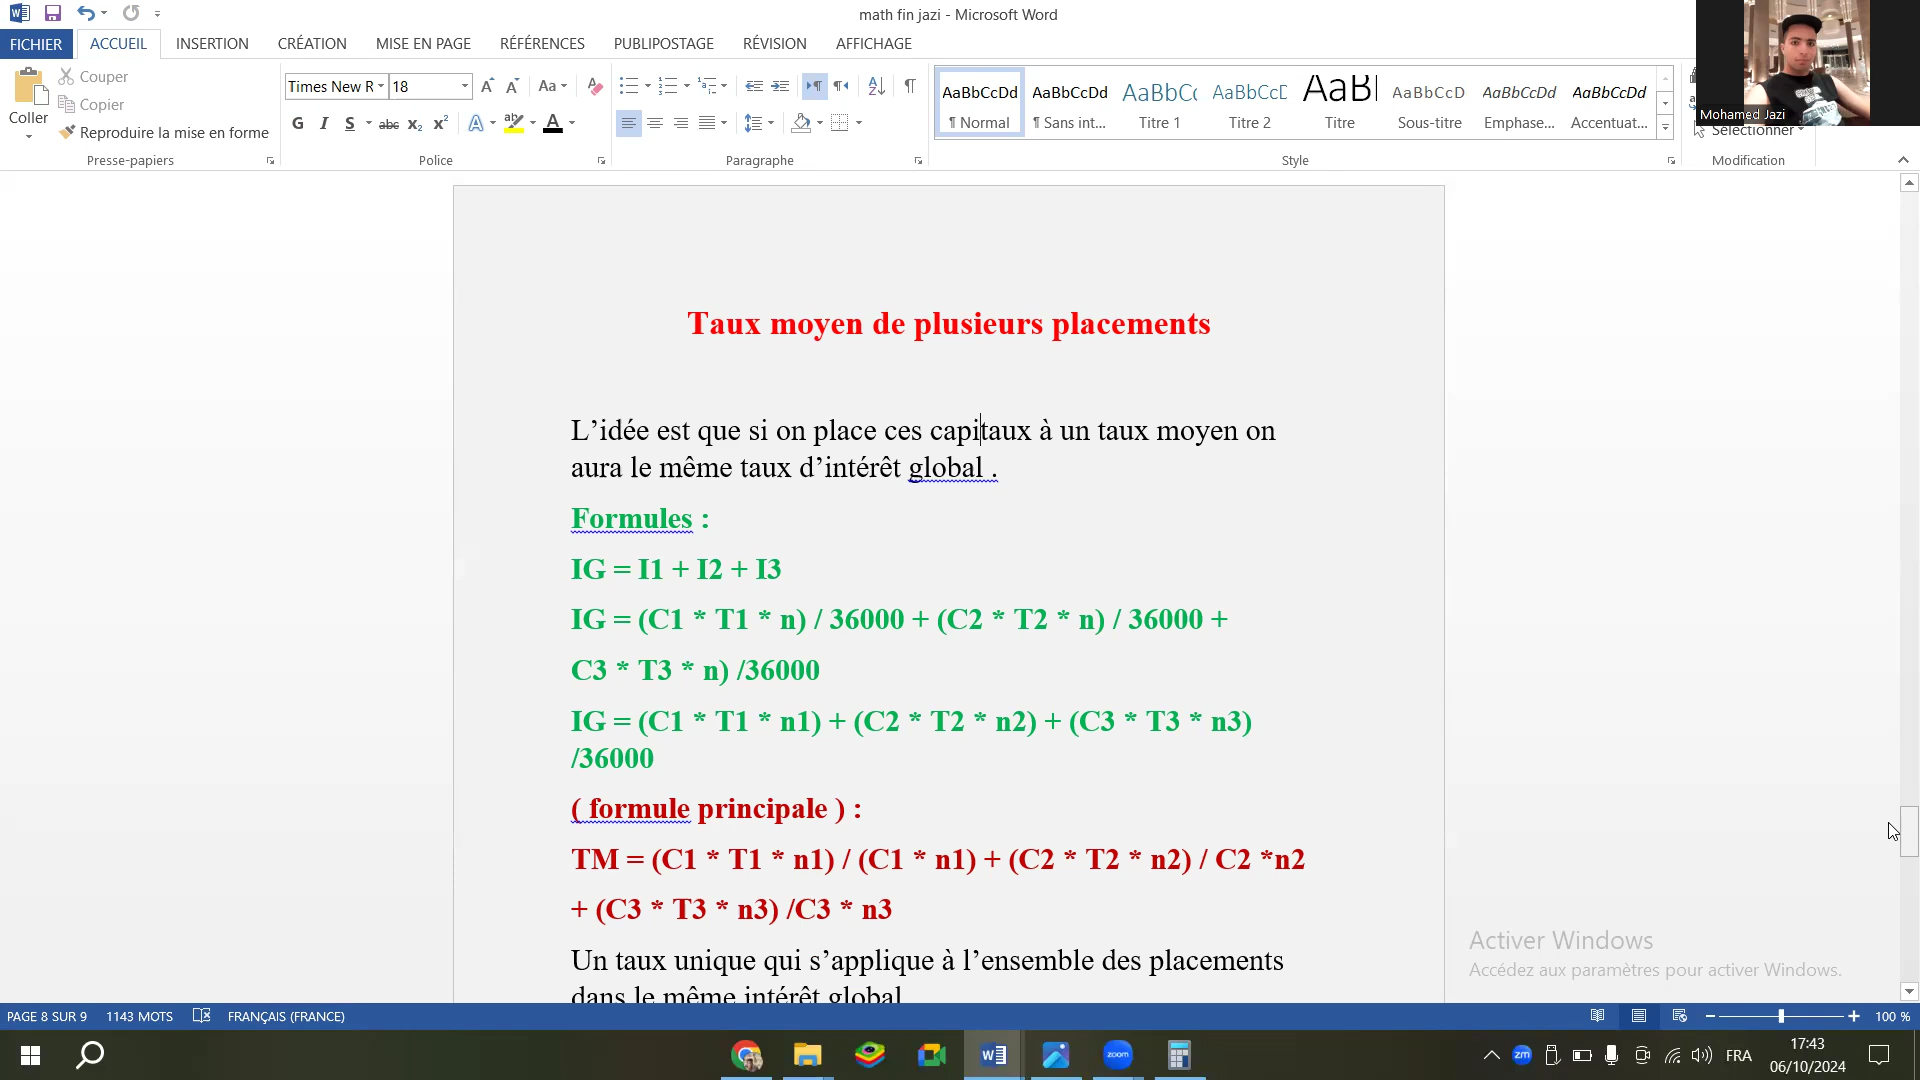 math fin jazi - Microsoft Word
FICHIER ACCUEIL INSERTION CRÉATION MISE EN PAGE RÉFÉRENCES PUBLIPOSTAGE RÉVISION AFFICHAGE
Coller
Couper
Copier
Reproduire la mise en forme
Presse-papiers
Times New R 18
Aa
G I S abc X₂ X² A ab A
Police
Paragraphe
AaBbCcDd AaBbCcDd AaBbCc AaBbCcD AaBl AaBbCcD AaBbCcDd AaBbCcDd
¶ Normal ¶ Sans int... Titre 1 Titre 2 Titre Sous-titre Emphase... Accentuat...
Style
Mohamed Jazi
Sélectionner
Modification
Taux moyen de plusieurs placements
L’idée est que si on place ces capitaux à un taux moyen on
aura le même taux d’intérêt global .
Formules :
IG = I1 + I2 + I3
IG = (C1 * T1 * n) / 36000 + (C2 * T2 * n) / 36000 +
C3 * T3 * n) /36000
IG = (C1 * T1 * n1) + (C2 * T2 * n2) + (C3 * T3 * n3)
/36000
( formule principale ) :
TM = (C1 * T1 * n1) / (C1 * n1) + (C2 * T2 * n2) / C2 *n2
+ (C3 * T3 * n3) /C3 * n3
Un taux unique qui s’applique à l’ensemble des placements
dans le même intérêt global
Activer Windows
Accédez aux paramètres pour activer Windows.
PAGE 8 SUR 9 1143 MOTS FRANÇAIS (FRANCE) 100 %
zoom zm FRA
17:43
06/10/2024